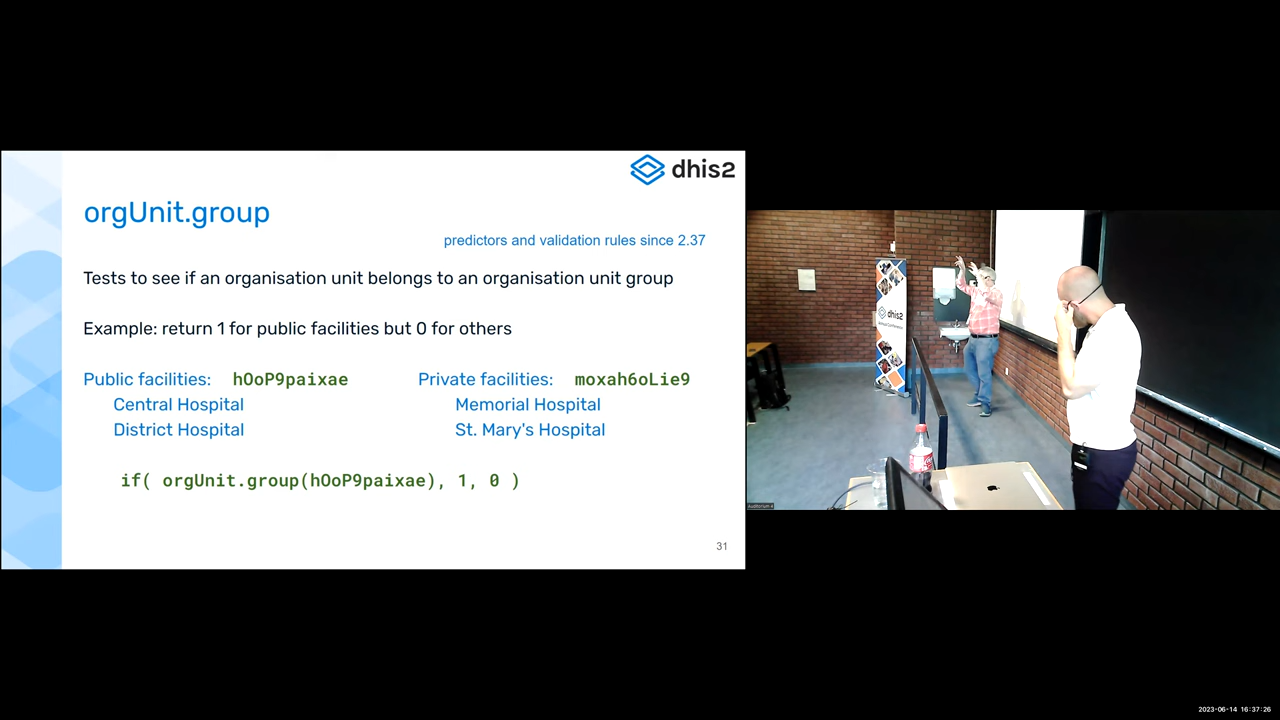 dhis2
orgUnit.group
predictors and validation rules since 2.37
Tests to see if an organisation unit belongs to an organisation unit group
Example: return 1 for public facilities but 0 for others
Public facilities: hOoP9paixae Private facilities: moxah6oLie9
Central Hospital Memorial Hospital
District Hospital St. Mary's Hospital
if( orgUnit.group(hOoP9paixae), 1, 0 )
31
dhis2
Auditorium
2023-06-14 16:37:26